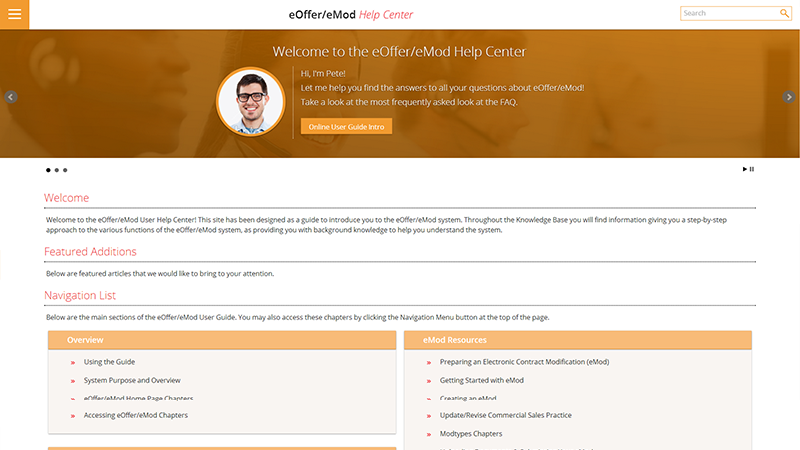 eOffer/eMod Help Center
Search
Welcome to the eOffer/eMod Help Center
Hi, I'm Pete!
Let me help you find the answers to all your questions about eOffer/eMod!
Take a look at the most frequently asked look at the FAQ.
Online User Guide Intro
Welcome
Welcome to the eOffer/eMod User Help Center! This site has been designed as a guide to introduce you to the eOffer/eMod system. Throughout the Knowledge Base you will find information giving you a step-by-step
approach to the various functions of the eOffer/eMod system, as providing you with background knowledge to help you understand the system.
Featured Additions
Below are featured articles that we would like to bring to your attention.
Navigation List
Below are the main sections of the eOffer/eMod User Guide. You may also access these chapters by clicking the Navigation Menu button at the top of the page.
Overview
» Using the Guide
» System Purpose and Overview
» eOffer/eMod Home Page Chapters
» Accessing eOffer/eMod Chapters
eMod Resources
» Preparing an Electronic Contract Modification (eMod)
» Getting Started with eMod
» Creating an eMod
» Update/Revise Commercial Sales Practice
» Modtypes Chapters